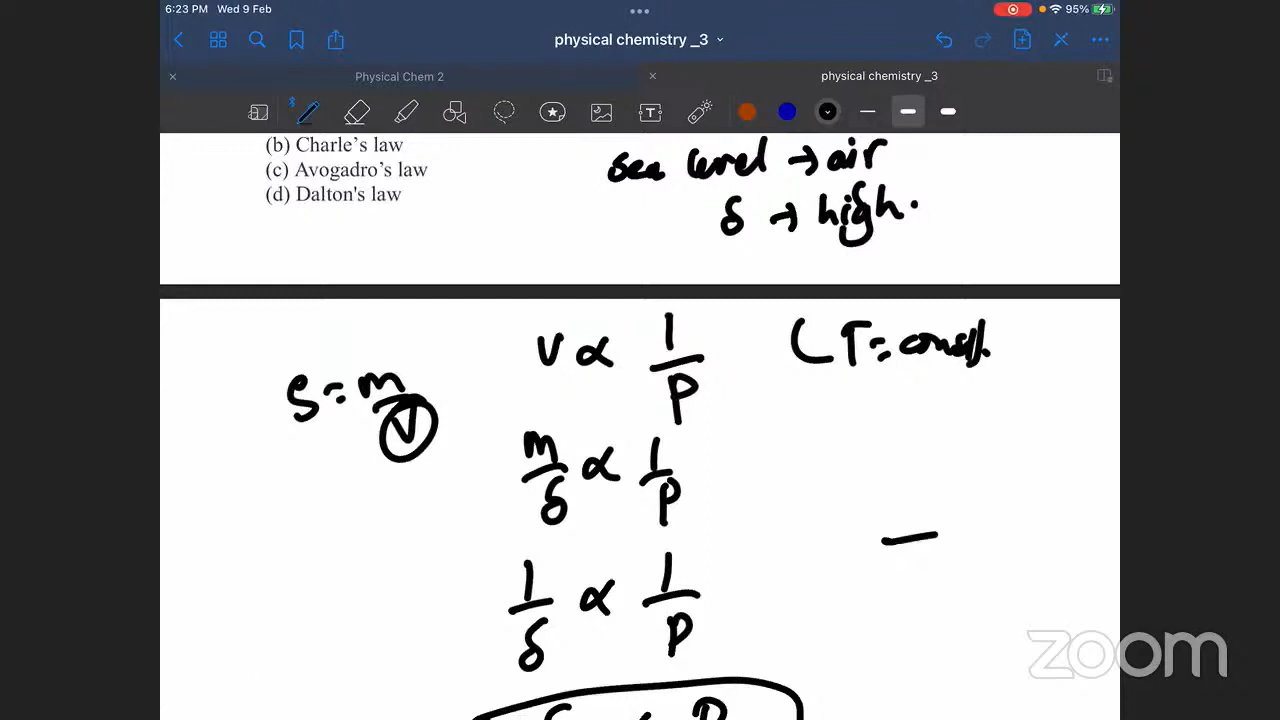 6:23 PM Wed 9 Feb
95%
physical chemistry _3
Physical Chem 2
physical chemistry _3
(b) Charle's law
(c) Avogadro's law
(d) Dalton's law
sea level → air
δ → high.
V ∝ 1/P (T = const.
ρ = m/V
m/δ ∝ 1/P
1/δ ∝ 1/P
zoom